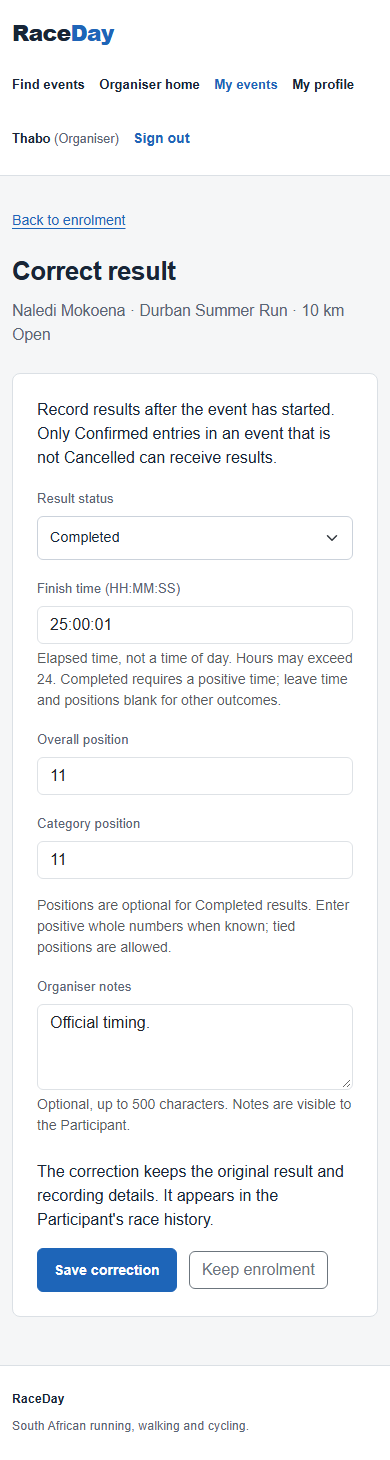 RaceDay
Find events Organiser home My events My profile
Thabo (Organiser) Sign out
Back to enrolment
Correct result
Naledi Mokoena · Durban Summer Run · 10 km
Open
Record results after the event has started.
Only Confirmed entries in an event that is
not Cancelled can receive results.
Result status
Completed
Finish time (HH:MM:SS)
25:00:01
Elapsed time, not a time of day. Hours may exceed
24. Completed requires a positive time; leave time
and positions blank for other outcomes.
Overall position
11
Category position
11
Positions are optional for Completed results. Enter
positive whole numbers when known; tied
positions are allowed.
Organiser notes
Official timing.
Optional, up to 500 characters. Notes are visible to
the Participant.
The correction keeps the original result and
recording details. It appears in the
Participant's race history.
Save correction Keep enrolment
RaceDay
South African running, walking and cycling.